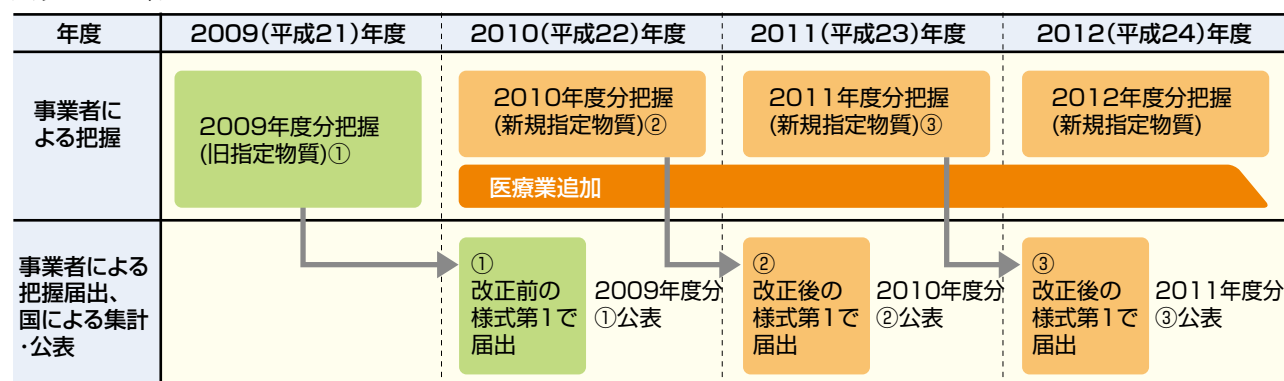 年度
2009(平成21)年度
2010(平成22)年度
2011(平成23)年度
2012(平成24)年度
事業者に
よる把握
2009年度分把握
(旧指定物質)①
2010年度分把握
(新規指定物質)②
2011年度分把握
(新規指定物質)③
2012年度分把握
(新規指定物質)
医療業追加
事業者による
把握届出、
国による集計
・公表
①
改正前の
様式第1で
届出
2009年度分
①公表
②
改正後の
様式第1で
届出
2010年度分
②公表
③
改正後の
様式第1で
届出
2011年度分
③公表